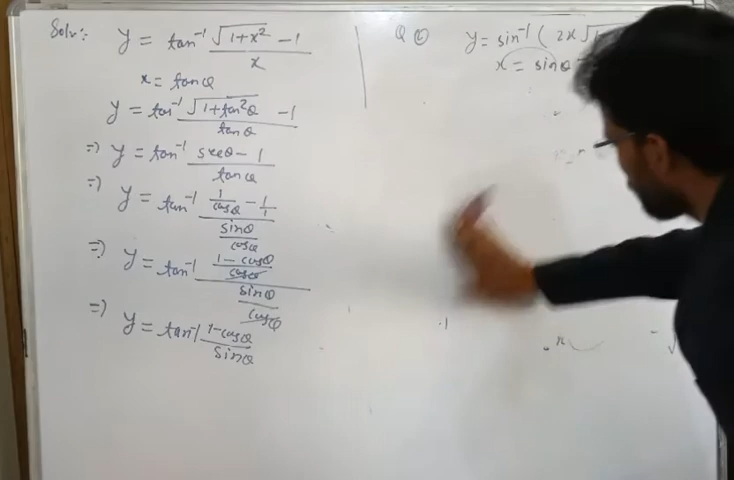 Solv:
y = tan⁻¹ (√(1+x²) − 1)/x
x = tanθ
y = tan⁻¹ (√(1+tan²θ) − 1)/tanθ
⇒ y = tan⁻¹ (secθ − 1)/tanθ
⇒ y = tan⁻¹ (1/cosθ − 1/1)/(sinθ/cosθ)
⇒ y = tan⁻¹ ((1−cosθ)/cosθ)/(sinθ/cosθ)
⇒ y = tan⁻¹ (1−cosθ)/sinθ
Q ②
y = sin⁻¹ ( 2x √
x = sinθ